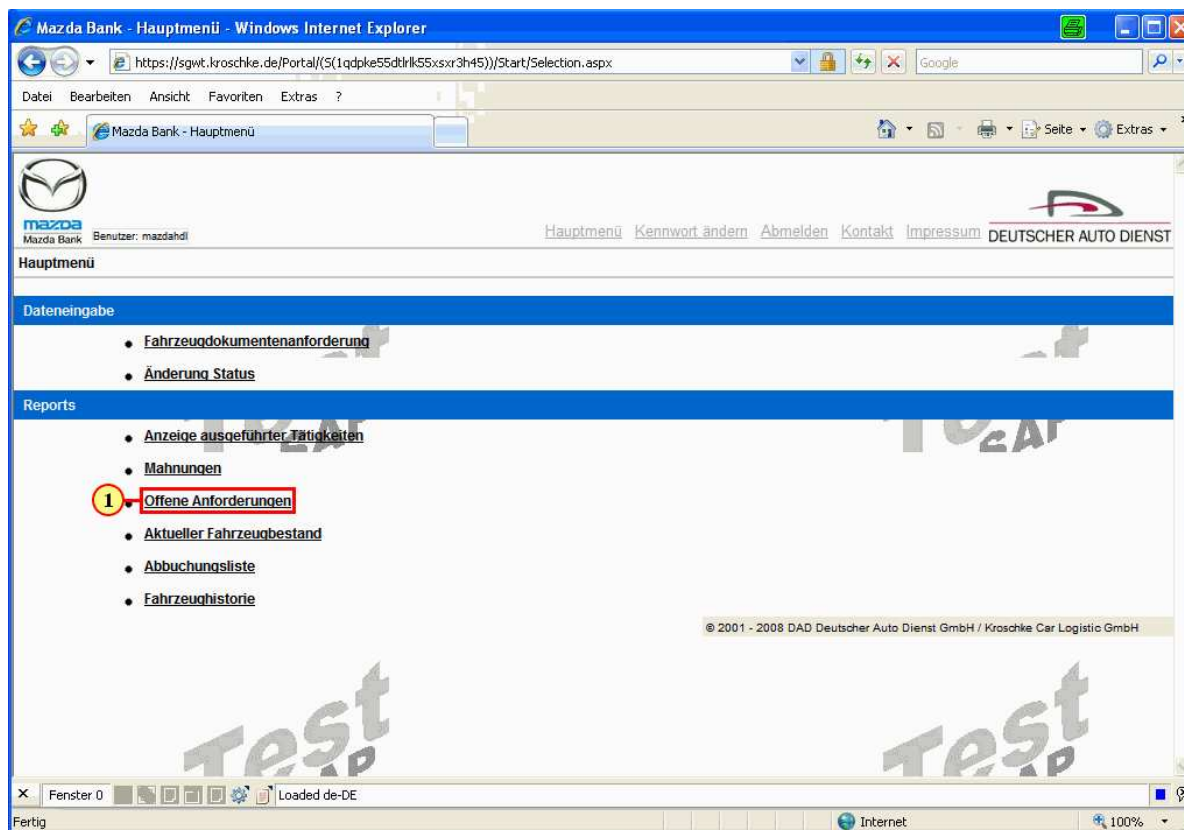 Mazda Bank - Hauptmenü - Windows Internet Explorer
https://sgwt.kroschke.de/Portal/(S(1qdpke55dtlrlk55xsxr3h45))/Start/Selection.aspx
Google
Datei Bearbeiten Ansicht Favoriten Extras ?
Mazda Bank - Hauptmenü
Seite Extras
mazda
Mazda Bank
Benutzer: mazdahdl
Hauptmenü Kennwort ändern Abmelden Kontakt Impressum
DEUTSCHER AUTO DIENST
Hauptmenü
Dateneingabe
Fahrzeugdokumentenanforderung
Änderung Status
Reports
Anzeige ausgeführter Tätigkeiten
Mahnungen
1 Offene Anforderungen
Aktueller Fahrzeugbestand
Abbuchungsliste
Fahrzeughistorie
© 2001 - 2008 DAD Deutscher Auto Dienst GmbH / Kroschke Car Logistic GmbH
Test Test
SAP SAP
Fenster 0 Loaded de-DE
Fertig Internet 100%